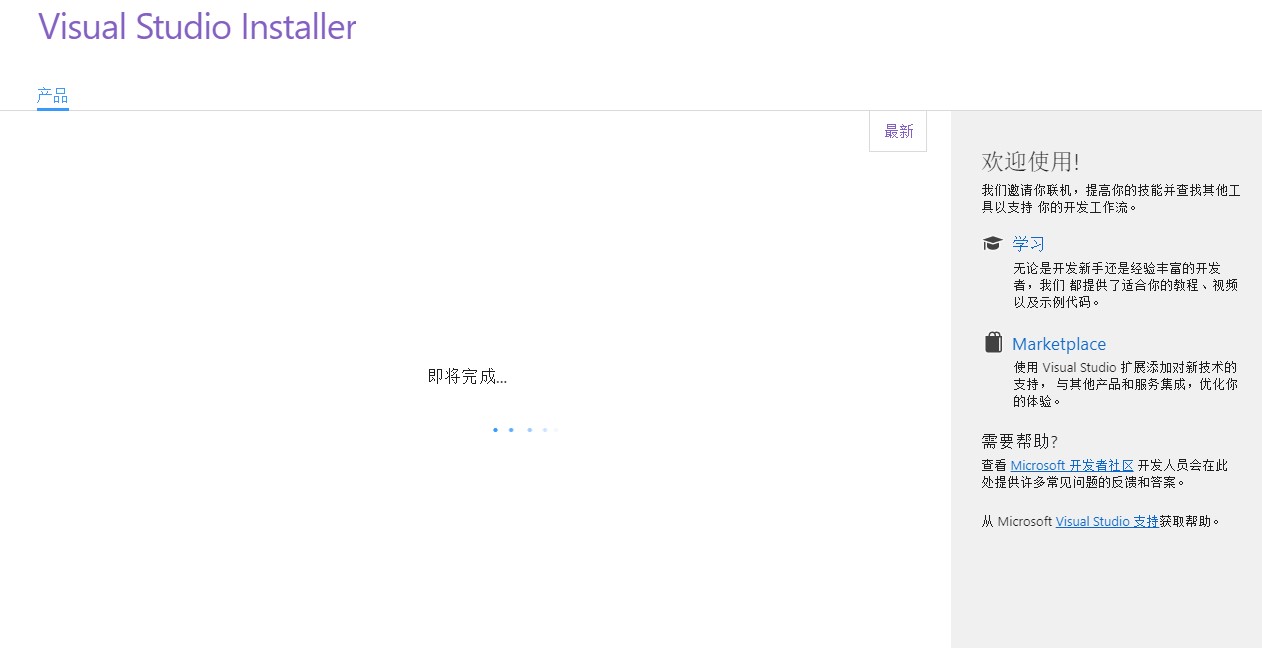 Visual Studio Installer
产品
最新
即将完成...
欢迎使用!
我们邀请你联机，提高你的技能并查找其他工
具以支持 你的开发工作流。
学习
无论是开发新手还是经验丰富的开发
者，我们 都提供了适合你的教程、视频
以及示例代码。
Marketplace
使用 Visual Studio 扩展添加对新技术的
支持， 与其他产品和服务集成，优化你
的体验。
需要帮助?
查看 Microsoft 开发者社区 开发人员会在此
处提供许多常见问题的反馈和答案。
从 Microsoft Visual Studio 支持获取帮助。